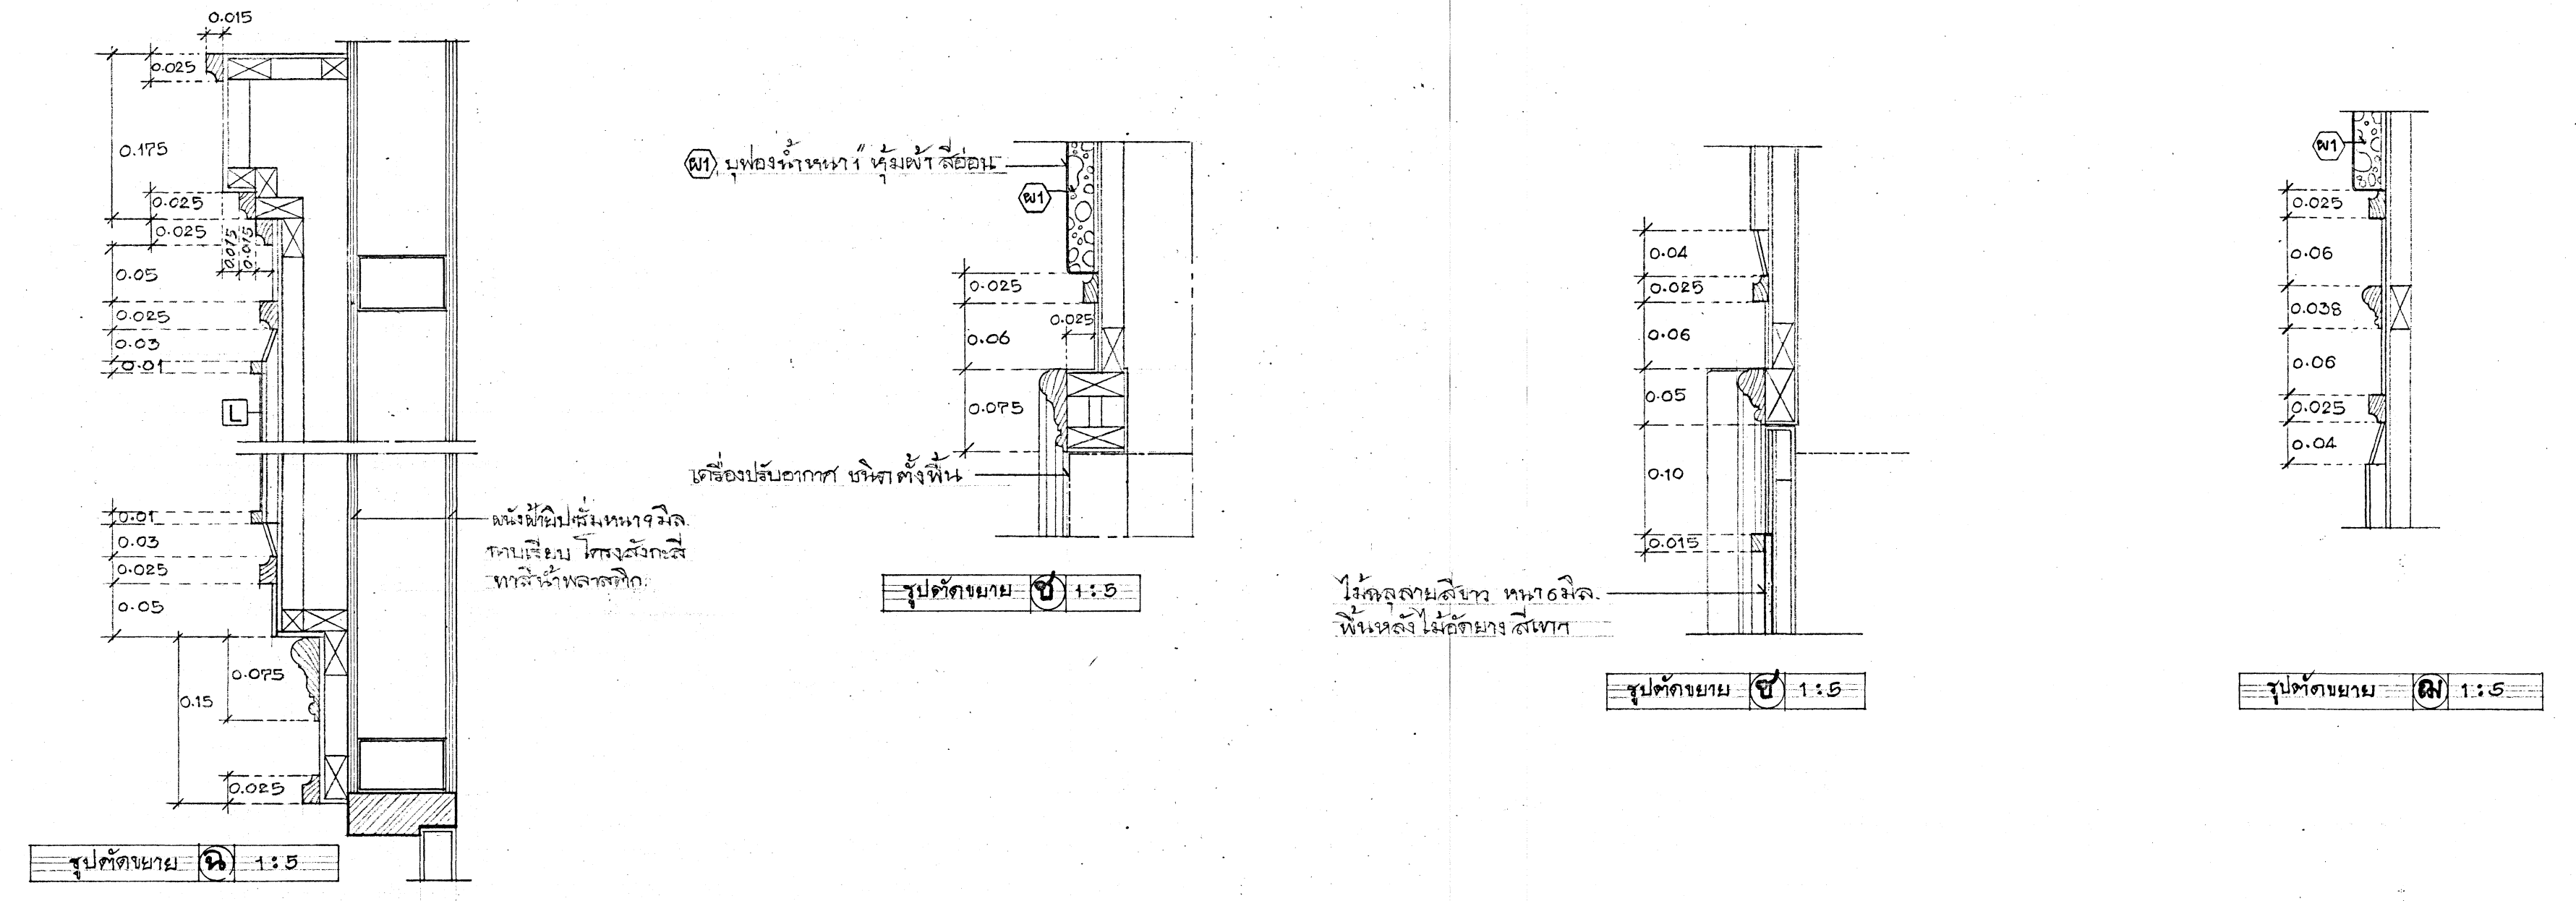 0.015
0.025
0.175
0.025
0.025
0.015
0.015
0.05
0.025
0.03
0.01
L
0.01
0.03
0.025
0.05
0.075
0.15
0.025
ผนังฝ้ายิปซั่มหนา 9 มิล.
ฉาบเรียบ โครงสังกะสี
ทาสีน้ำพลาสติก
รูปตัดขยาย ฉ 1:5
ผ1 บุฟองน้ำหนา 1" หุ้มผ้า สีอ่อน
ผ1
0.025
0.025
0.06
0.075
เครื่องปรับอากาศ ชนิดตั้งพื้น
รูปตัดขยาย ช 1:5
0.04
0.025
0.06
0.05
0.10
0.015
ไม้ฉลุลายสีขาว หนา 6 มิล.
พื้นหลังไม้อัดยาง สีเทา
รูปตัดขยาย ซ 1:5
ผ1
0.025
0.06
0.038
0.06
0.025
0.04
รูปตัดขยาย ฌ 1:5